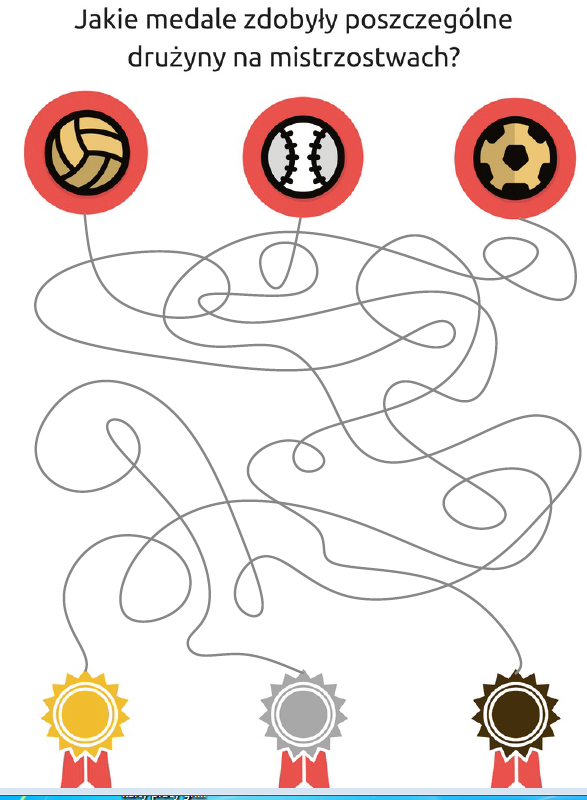 Jakie medale zdobyły poszczególne
drużyny na mistrzostwach?